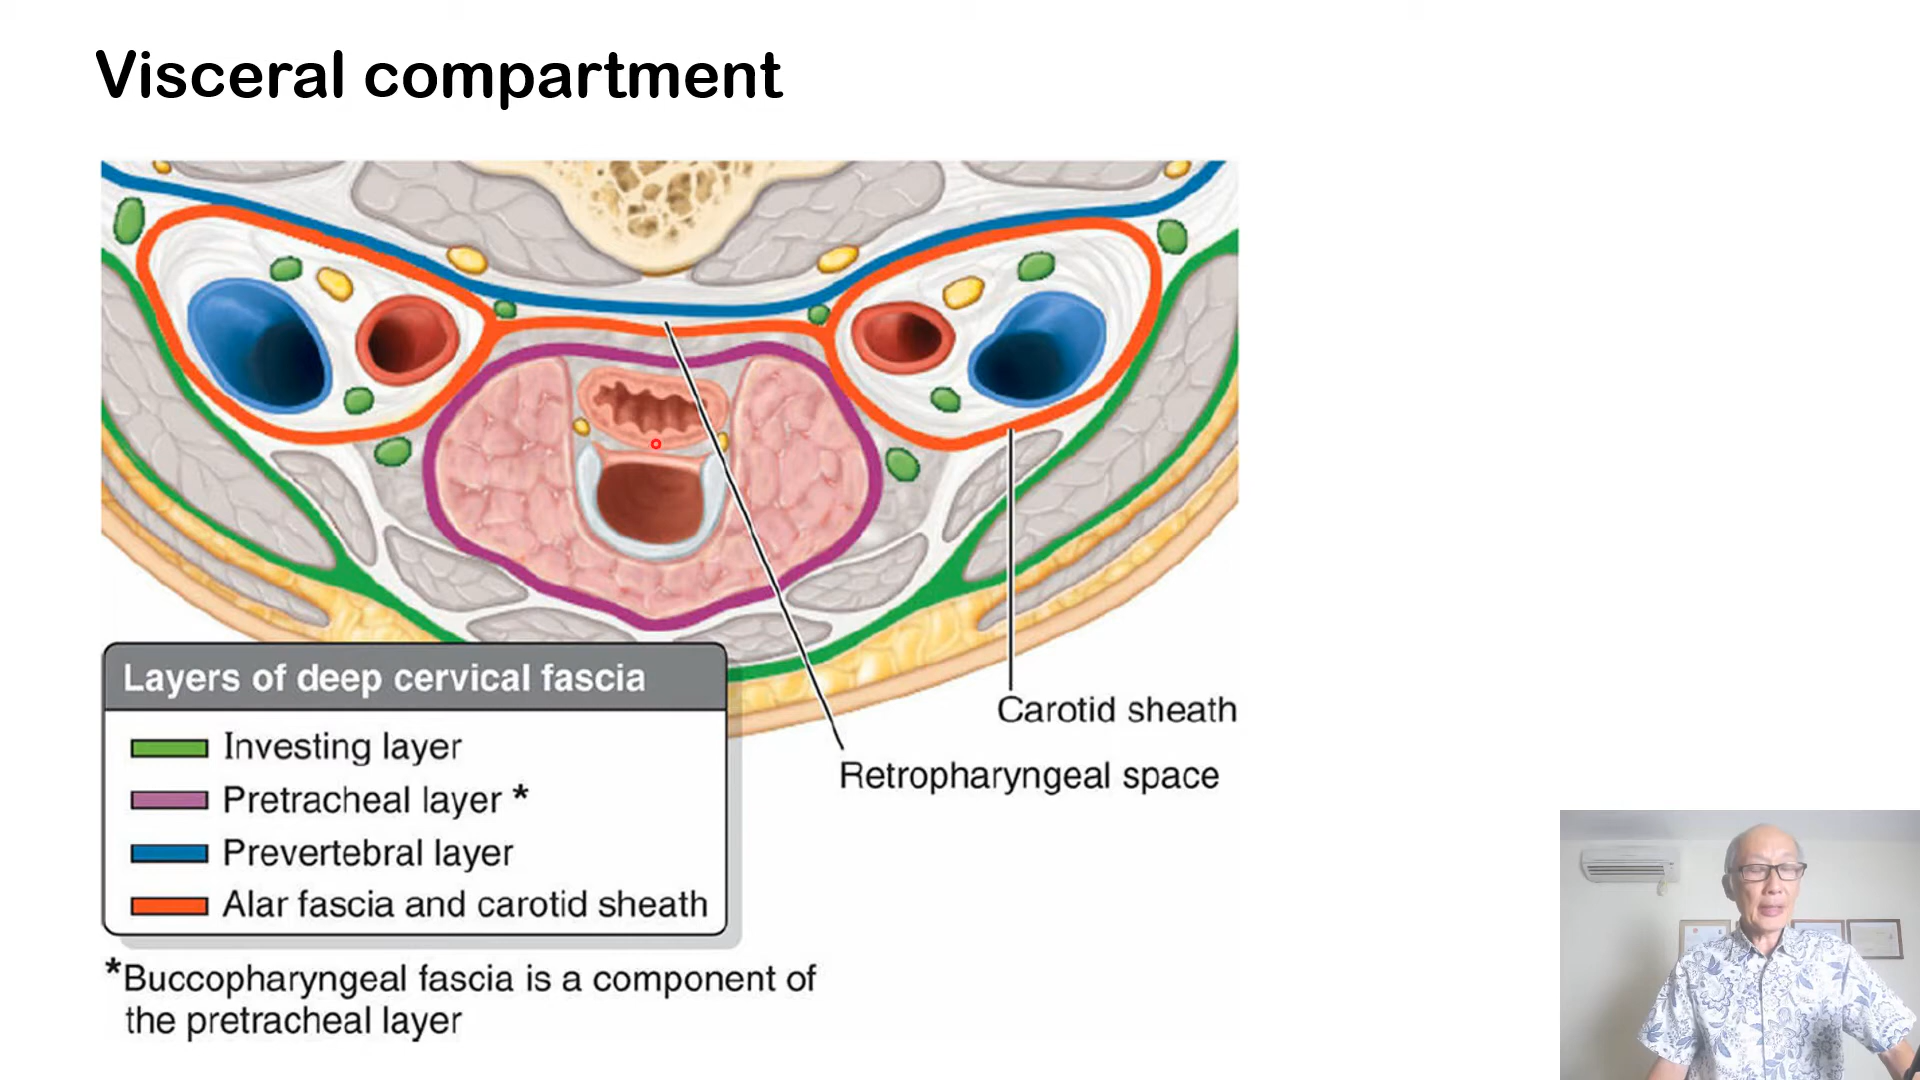 Visceral compartment
Carotid sheath
Retropharyngeal space
Layers of deep cervical fascia
Investing layer
Pretracheal layer *
Prevertebral layer
Alar fascia and carotid sheath
*Buccopharyngeal fascia is a component of
the pretracheal layer